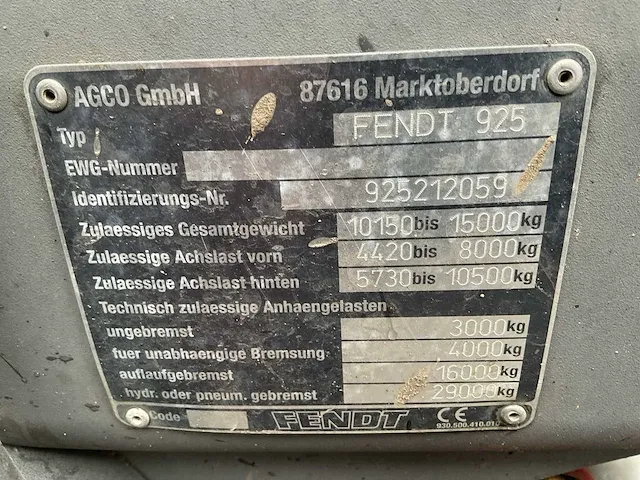 AGCO GmbH 87616 Marktoberdorf
Typ FENDT 925
EWG-Nummer
Identifizierungs-Nr. 925212059
Zulaessiges Gesamtgewicht 10150 bis 15000 kg
Zulaessige Achslast vorn 4420 bis 8000 kg
Zulaessige Achslast hinten 5730 bis 10500 kg
Technisch zulaessige Anhaengelasten
ungebremst 3000 kg
fuer unabhaengige Bremsung 4000 kg
auflaufgebremst 16000 kg
hydr. oder pneum. gebremst 29000 kg
Code FENDT CE
930.500.410.010